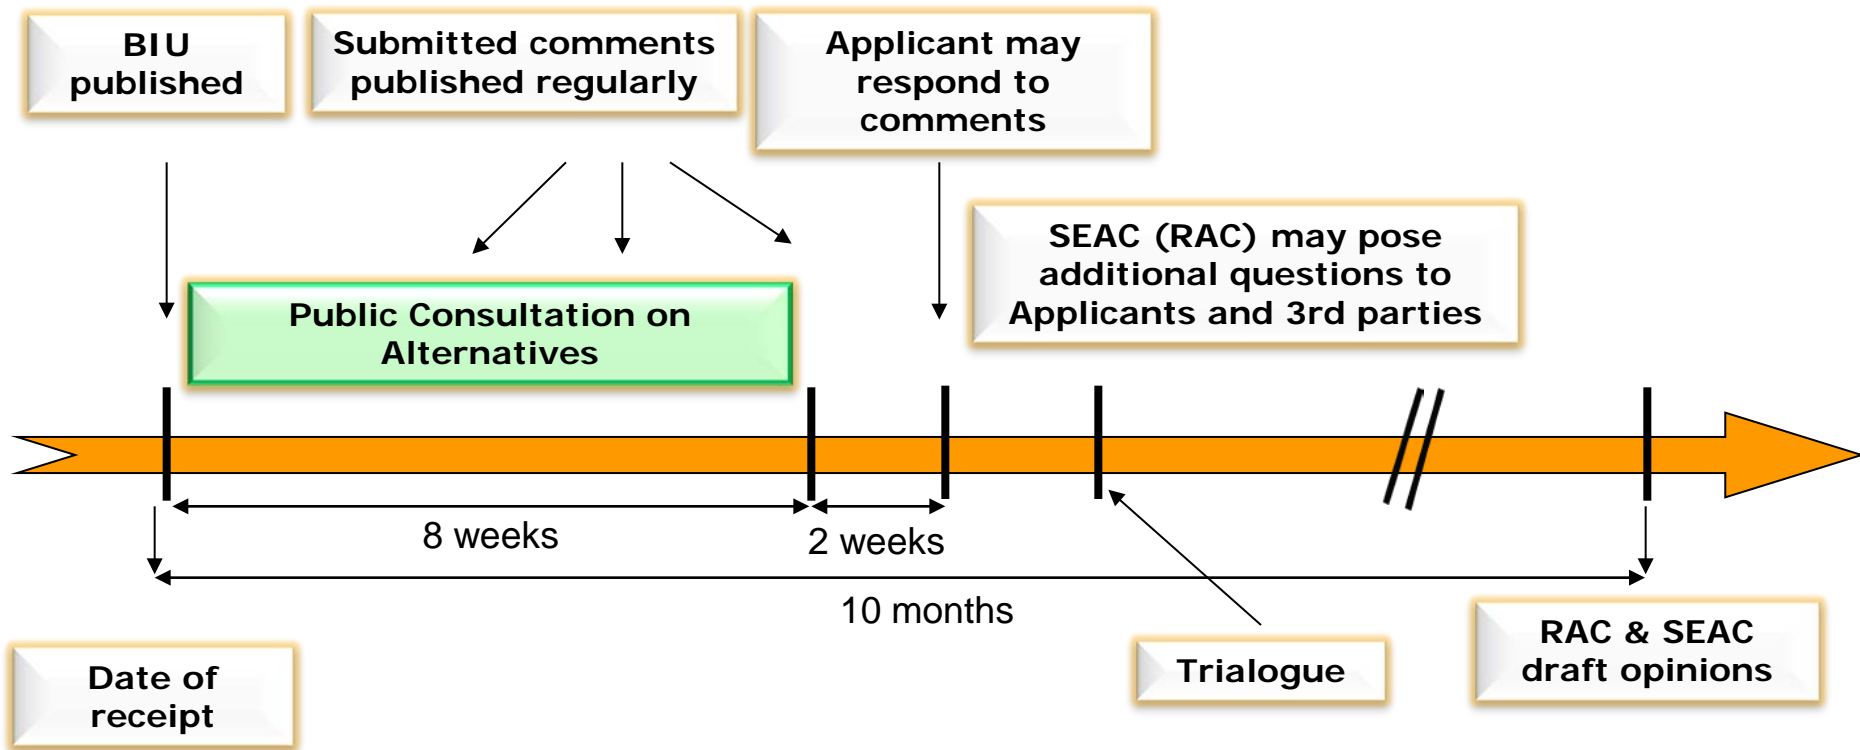 BIU
published
Submitted comments
published regularly
Applicant may
respond to
comments
SEAC (RAC) may pose
additional questions to
Applicants and 3rd parties
Public Consultation on
Alternatives
8 weeks
2 weeks
10 months
Date of
receipt
Trialogue
RAC & SEAC
draft opinions